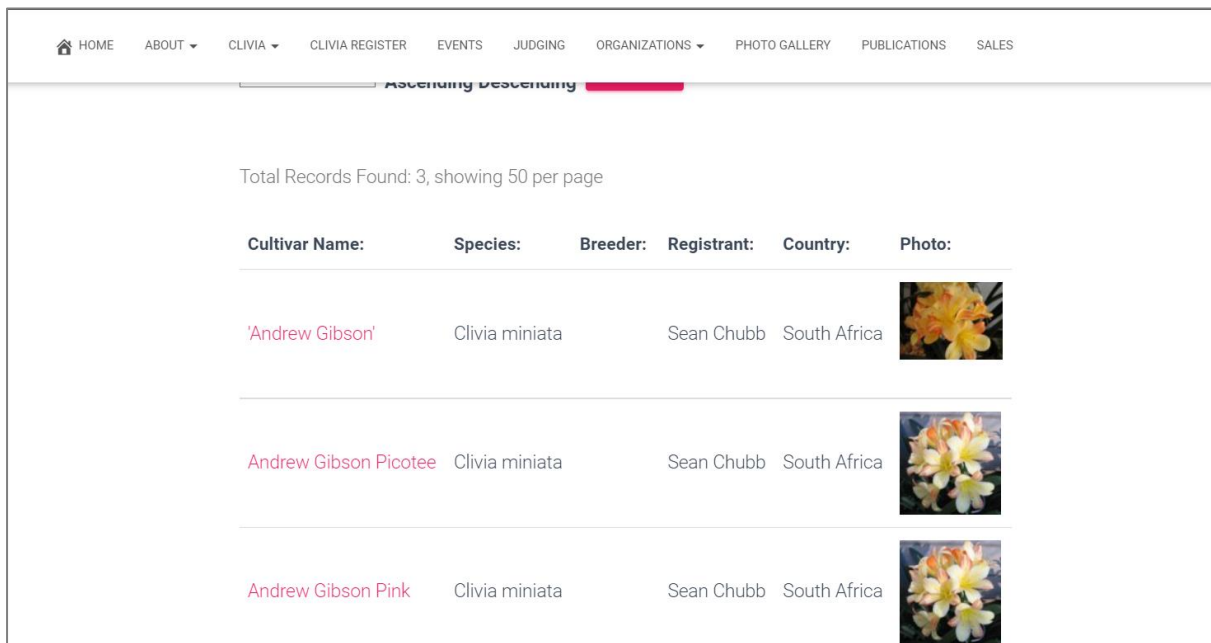 HOME ABOUT CLIVIA CLIVIA REGISTER EVENTS JUDGING ORGANIZATIONS PHOTO GALLERY PUBLICATIONS SALES
Ascending Descending
Total Records Found: 3, showing 50 per page
Cultivar Name: Species: Breeder: Registrant: Country: Photo:
'Andrew Gibson' Clivia miniata Sean Chubb South Africa
Andrew Gibson Picotee Clivia miniata Sean Chubb South Africa
Andrew Gibson Pink Clivia miniata Sean Chubb South Africa